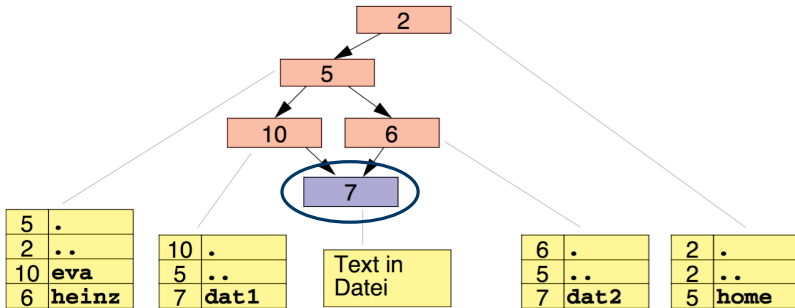 2
5
10 6
7
5 .
2 ..
10 eva
6 heinz
10 .
5 ..
7 dat1
Text in
Datei
6 .
5 ..
7 dat2
2 .
2 ..
5 home